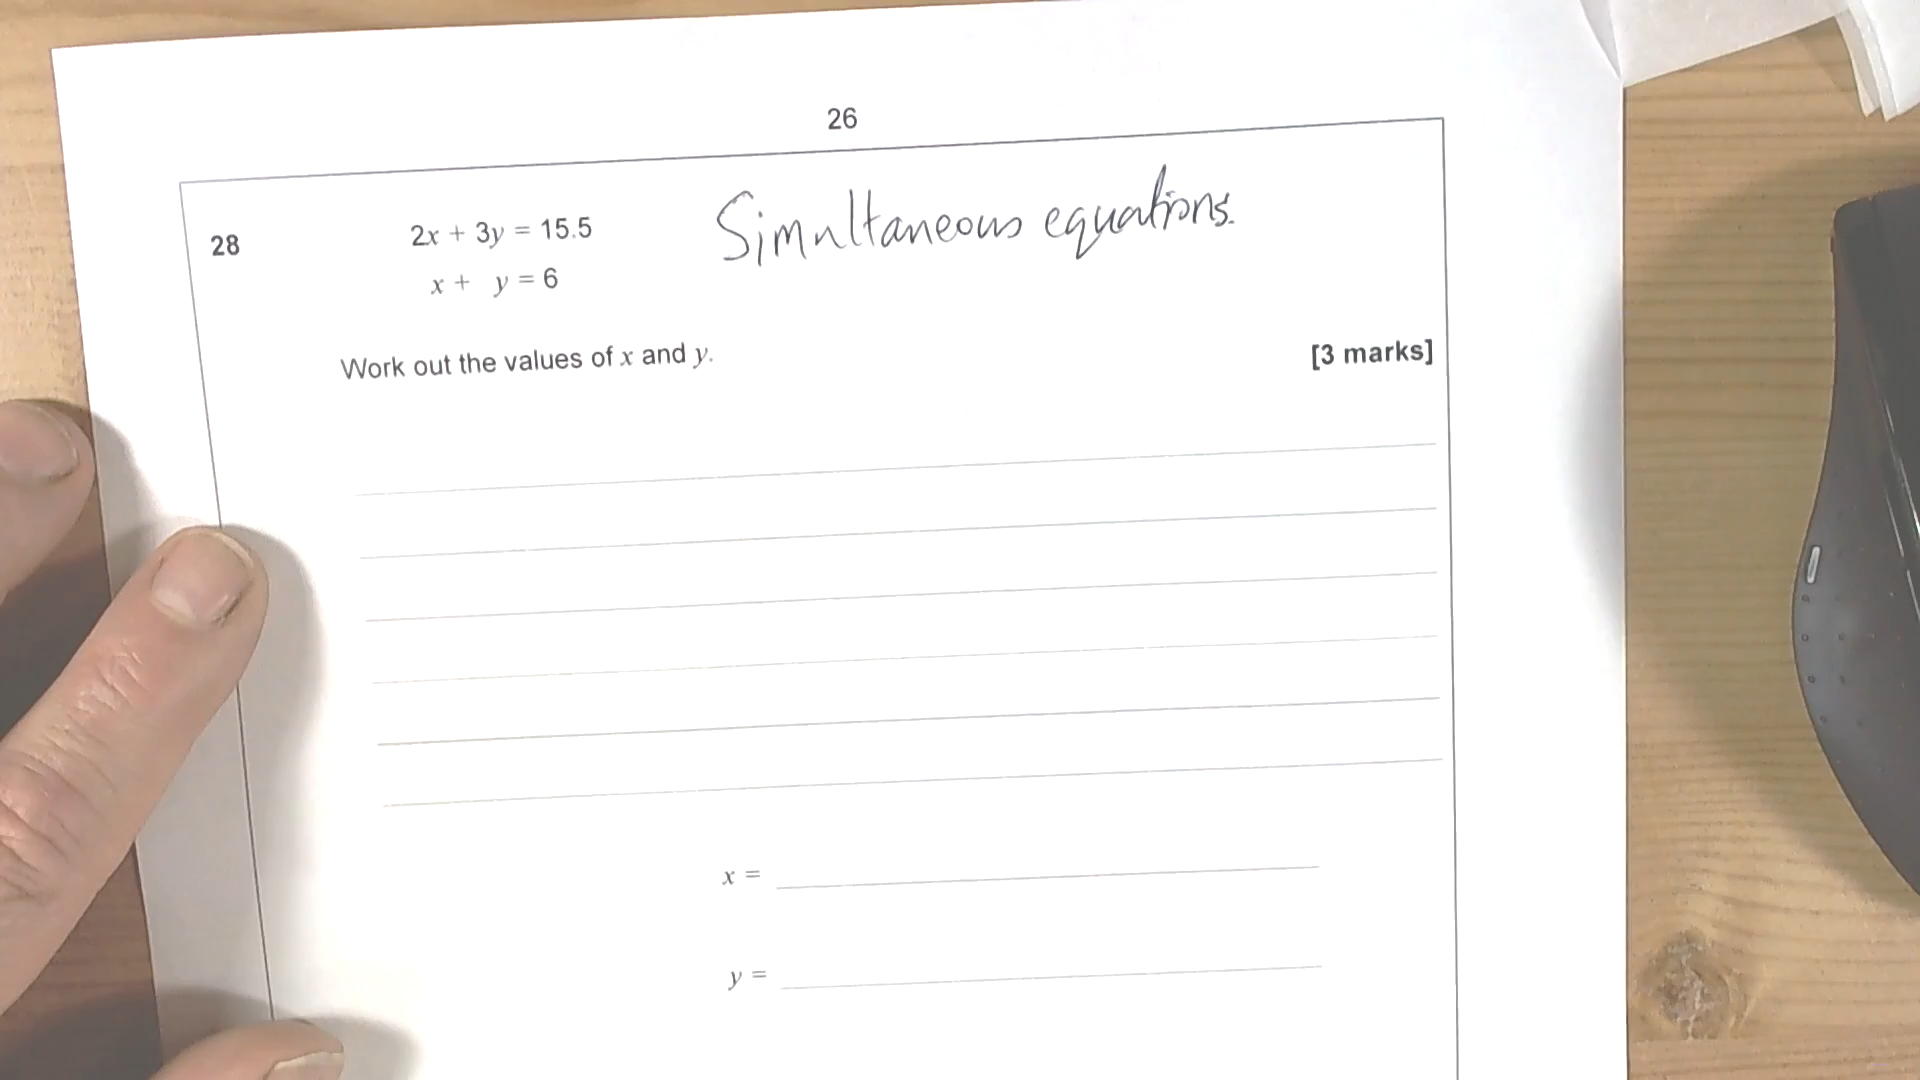 26
28
2x + 3y = 15.5
Simultaneous equations.
x + y = 6
Work out the values of x and y.
[3 marks]
x =
y =